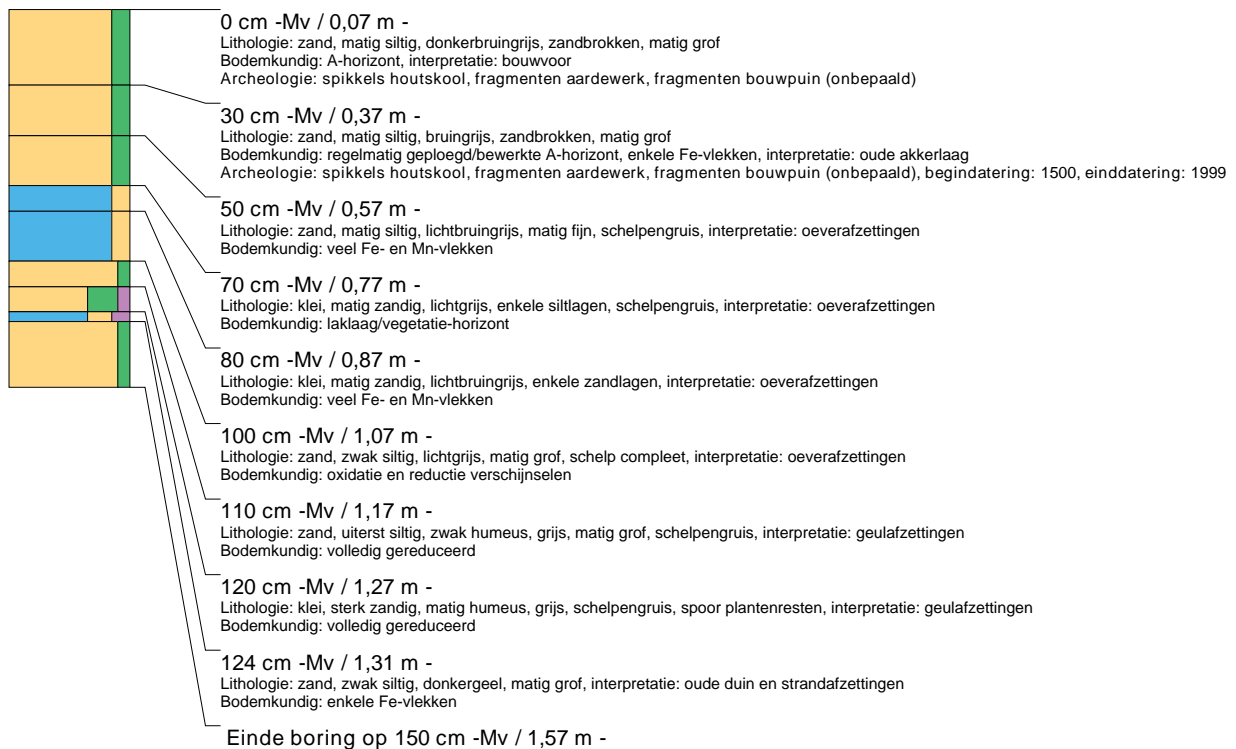 0 cm -Mv / 0,07 m -
Lithologie: zand, matig siltig, donkerbruingrijs, zandbrokken, matig grof
Bodemkundig: A-horizont, interpretatie: bouwvoor
Archeologie: spikkels houtskool, fragmenten aardewerk, fragmenten bouwpuin (onbepaald)
30 cm -Mv / 0,37 m -
Lithologie: zand, matig siltig, bruingrijs, zandbrokken, matig grof
Bodemkundig: regelmatig geploegd/bewerkte A-horizont, enkele Fe-vlekken, interpretatie: oude akkerlaag
Archeologie: spikkels houtskool, fragmenten aardewerk, fragmenten bouwpuin (onbepaald), begindatering: 1500, einddatering: 1999
50 cm -Mv / 0,57 m -
Lithologie: zand, matig siltig, lichtbruingrijs, matig fijn, schelpengruis, interpretatie: oeverafzettingen
Bodemkundig: veel Fe- en Mn-vlekken
70 cm -Mv / 0,77 m -
Lithologie: klei, matig zandig, lichtgrijs, enkele siltlagen, schelpengruis, interpretatie: oeverafzettingen
Bodemkundig: laklaag/vegetatie-horizont
80 cm -Mv / 0,87 m -
Lithologie: klei, matig zandig, lichtbruingrijs, enkele zandlagen, interpretatie: oeverafzettingen
Bodemkundig: veel Fe- en Mn-vlekken
100 cm -Mv / 1,07 m -
Lithologie: zand, zwak siltig, lichtgrijs, matig grof, schelp compleet, interpretatie: oeverafzettingen
Bodemkundig: oxidatie en reductie verschijnselen
110 cm -Mv / 1,17 m -
Lithologie: zand, uiterst siltig, zwak humeus, grijs, matig grof, schelpengruis, interpretatie: geulafzettingen
Bodemkundig: volledig gereduceerd
120 cm -Mv / 1,27 m -
Lithologie: klei, sterk zandig, matig humeus, grijs, schelpengruis, spoor plantenresten, interpretatie: geulafzettingen
Bodemkundig: volledig gereduceerd
124 cm -Mv / 1,31 m -
Lithologie: zand, zwak siltig, donkergeel, matig grof, interpretatie: oude duin en strandafzettingen
Bodemkundig: enkele Fe-vlekken
Einde boring op 150 cm -Mv / 1,57 m -